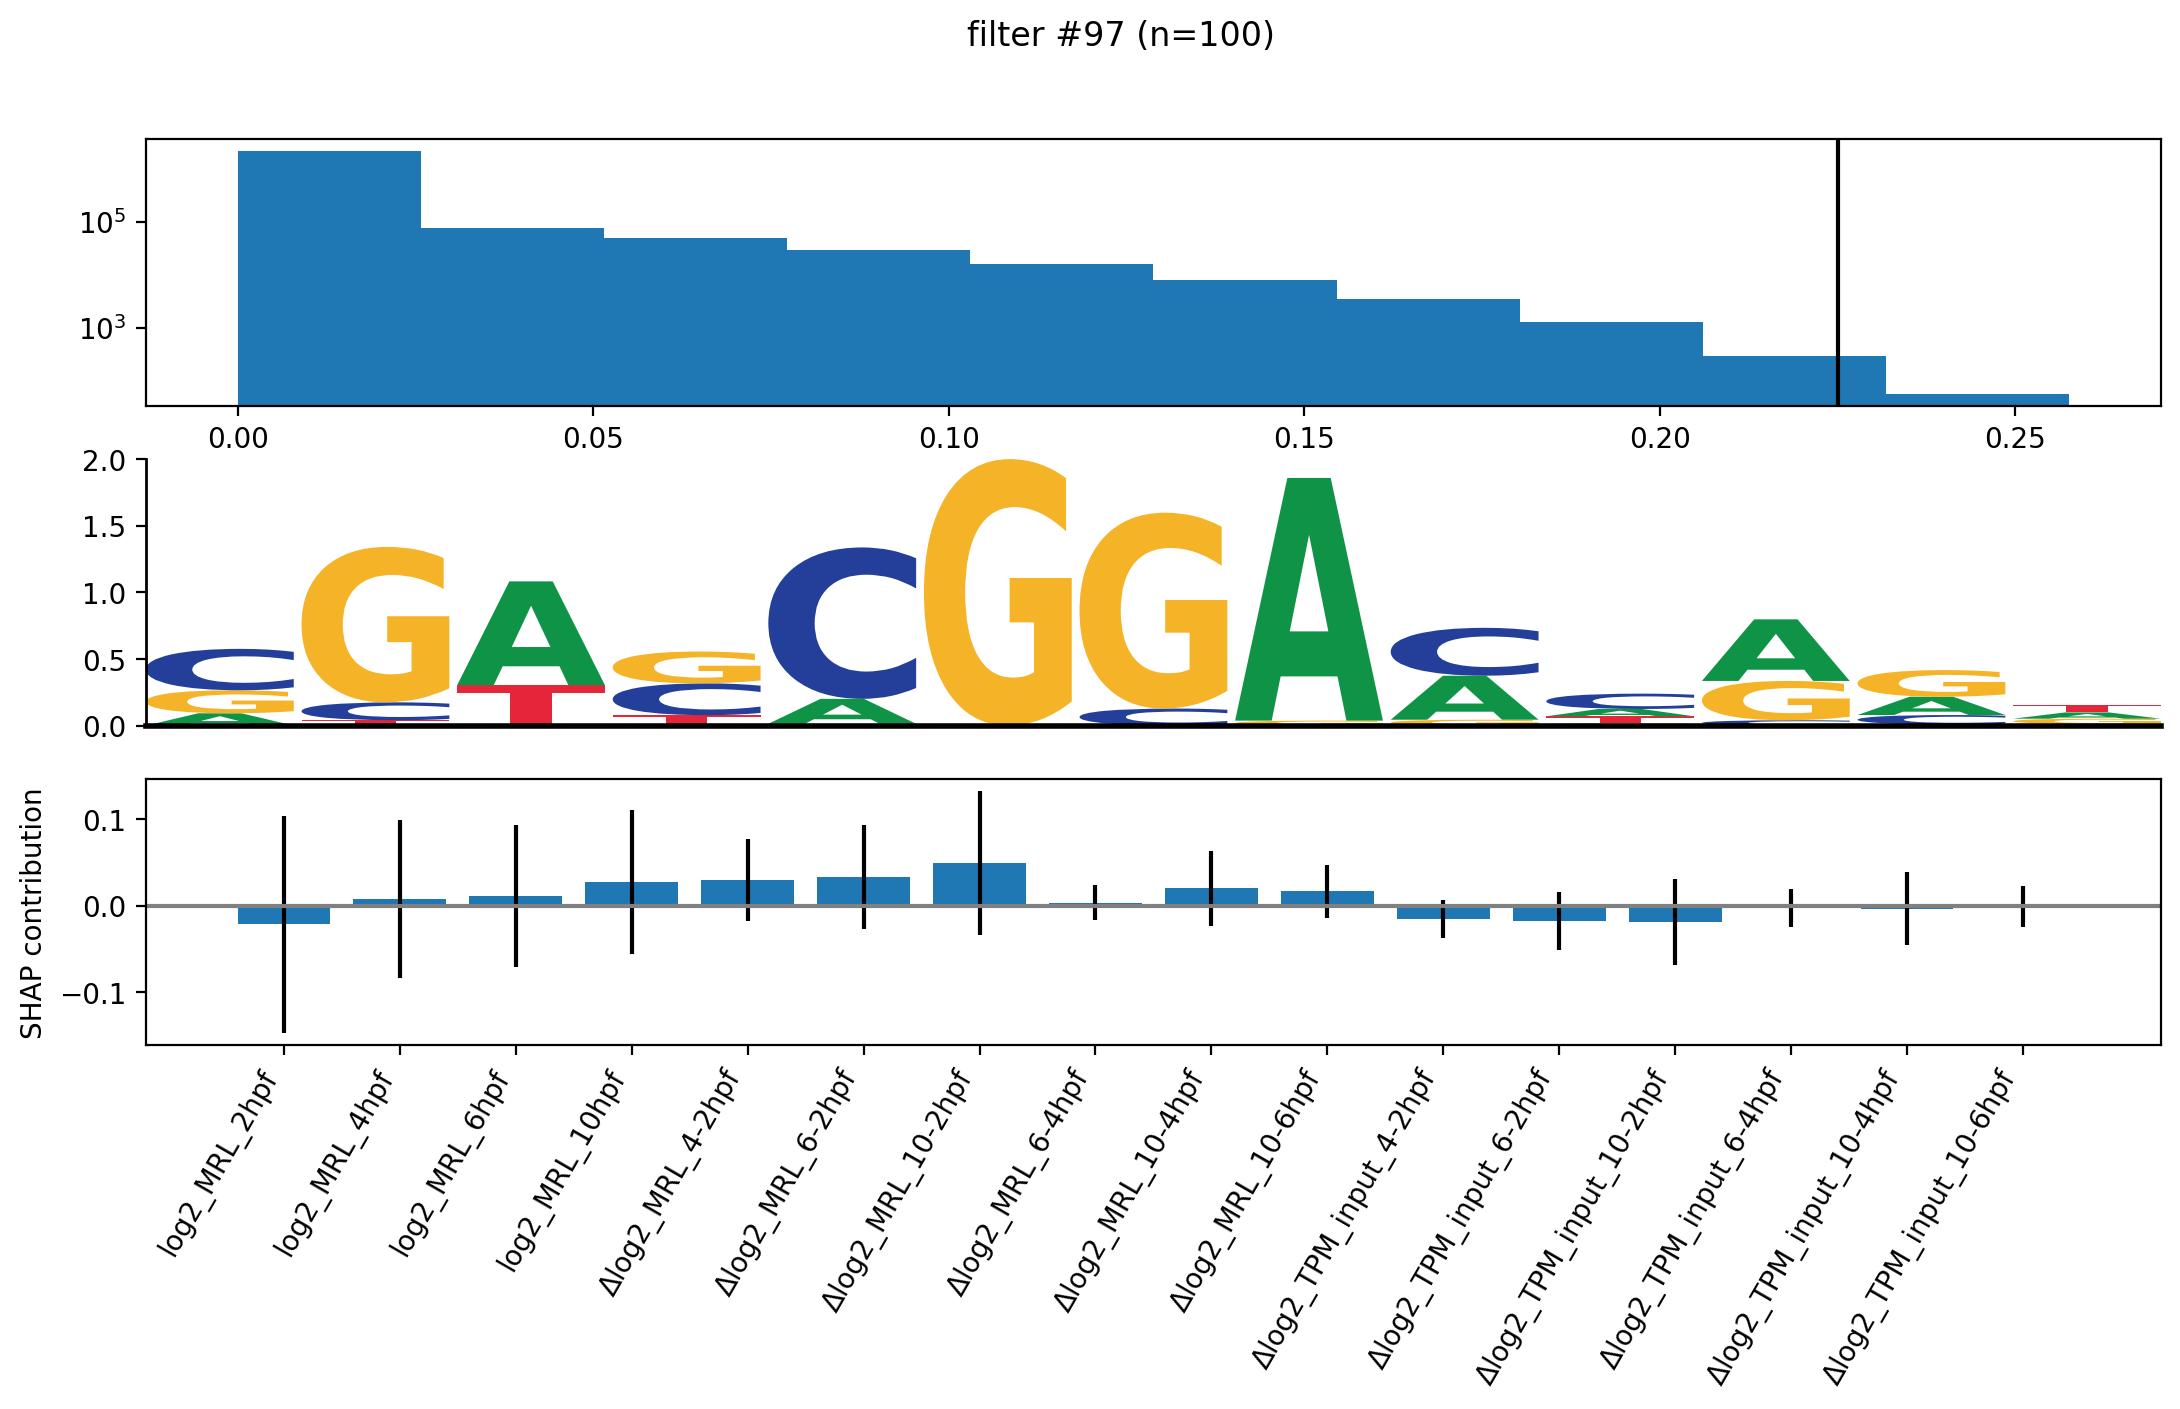 filter #97 (n=100)
10^5
10^3
0.00 0.05 0.10 0.15 0.20 0.25
2.0
1.5
1.0
0.5
0.0
C G A G C G G A C C A G T
G C T C A C A A A G A A
A T T G T C C G
SHAP contribution
0.1
0.0
−0.1
log2_MRL_2hpf
log2_MRL_4hpf
log2_MRL_6hpf
log2_MRL_10hpf
Δlog2_MRL_4-2hpf
Δlog2_MRL_6-2hpf
Δlog2_MRL_10-2hpf
Δlog2_MRL_6-4hpf
Δlog2_MRL_10-4hpf
Δlog2_MRL_10-6hpf
Δlog2_TPM_input_4-2hpf
Δlog2_TPM_input_6-2hpf
Δlog2_TPM_input_10-2hpf
Δlog2_TPM_input_6-4hpf
Δlog2_TPM_input_10-4hpf
Δlog2_TPM_input_10-6hpf